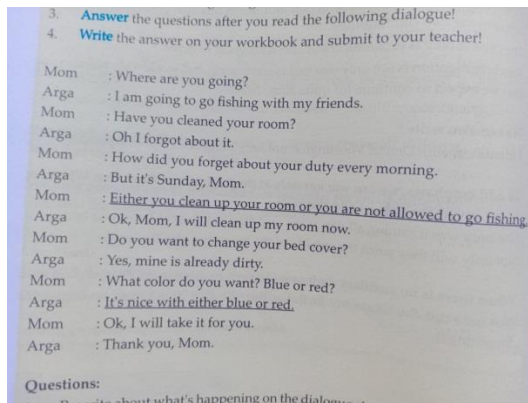 3. Answer the questions after you read the following dialogue!
4. Write the answer on your workbook and submit to your teacher!
Mom : Where are you going?
Arga : I am going to go fishing with my friends.
Mom : Have you cleaned your room?
Arga : Oh I forgot about it.
Mom : How did you forget about your duty every morning.
Arga : But it's Sunday, Mom.
Mom : Either you clean up your room or you are not allowed to go fishing.
Arga : Ok, Mom, I will clean up my room now.
Mom : Do you want to change your bed cover?
Arga : Yes, mine is already dirty.
Mom : What color do you want? Blue or red?
Arga : It's nice with either blue or red.
Mom : Ok, I will take it for you.
Arga : Thank you, Mom.
Questions:
about what's happening on the